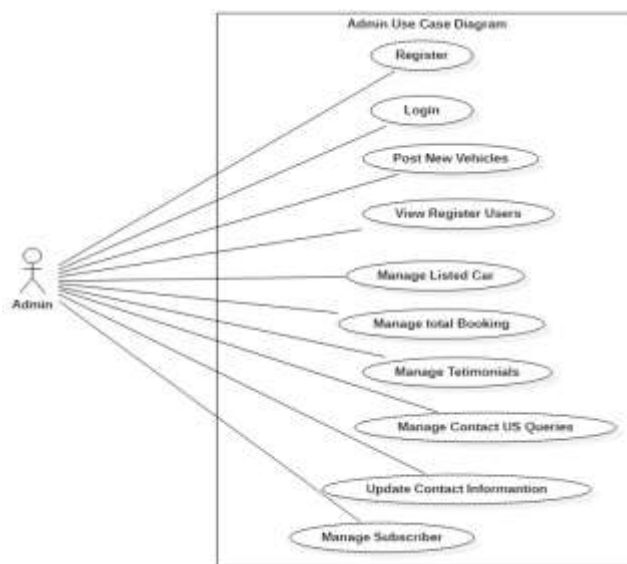 Admin Use Case Diagram
Register
Login
Post New Vehicles
View Register Users
Manage Listed Car
Admin
Manage total Booking
Manage Tetimonials
Manage Contact US Queries
Update Contact Informantion
Manage Subscriber